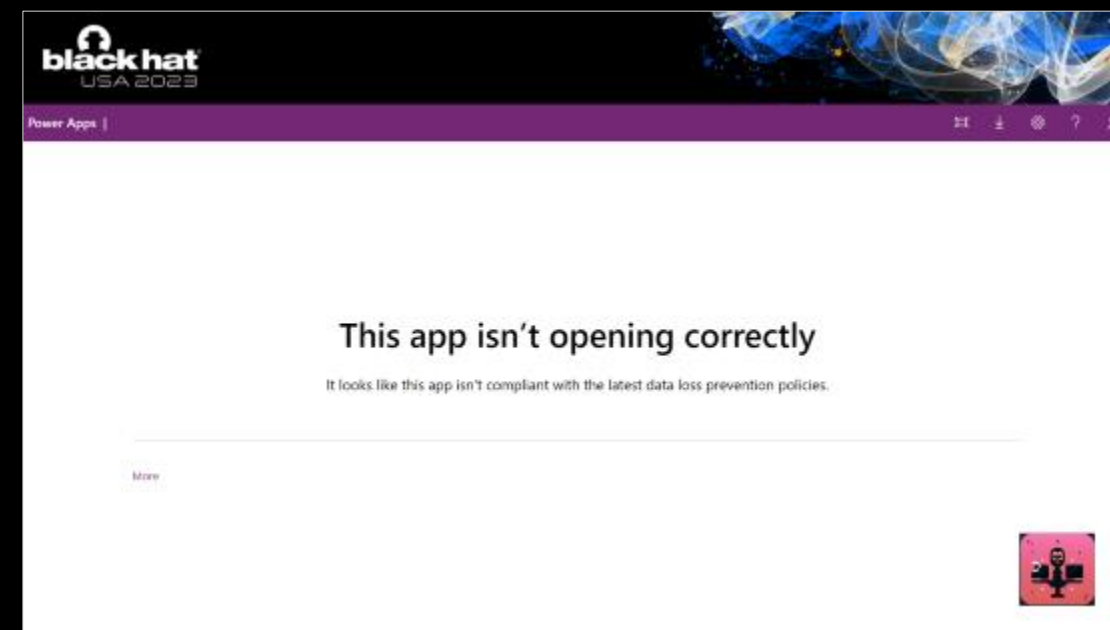 black hat
USA 2023
Power Apps |
?
This app isn't opening correctly
It looks like this app isn't compliant with the latest data loss prevention policies.
More